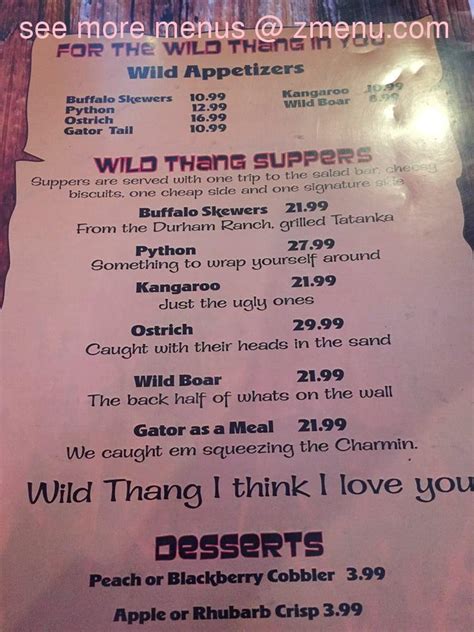 see more menus @ zmenu.com
FOR THE WILD THANG IN YOU
Wild Appetizers
Buffalo Skewers 10.99
Python 12.99
Ostrich 16.99
Gator Tail 10.99
Kangaroo 10.99
Wild Boar 8.99
WILD THANG SUPPERS
Suppers are served with one trip to the salad bar, cheesy
biscuits, one cheap side and one signature side
Buffalo Skewers 21.99
From the Durham Ranch, grilled Tatanka
Python 27.99
Something to wrap yourself around
Kangaroo 21.99
Just the ugly ones
Ostrich 29.99
Caught with their heads in the sand
Wild Boar 21.99
The back half of whats on the wall
Gator as a Meal 21.99
We caught em squeezing the Charmin.
Wild Thang I think I love you
DESSERTS
Peach or Blackberry Cobbler 3.99
Apple or Rhubarb Crisp 3.99